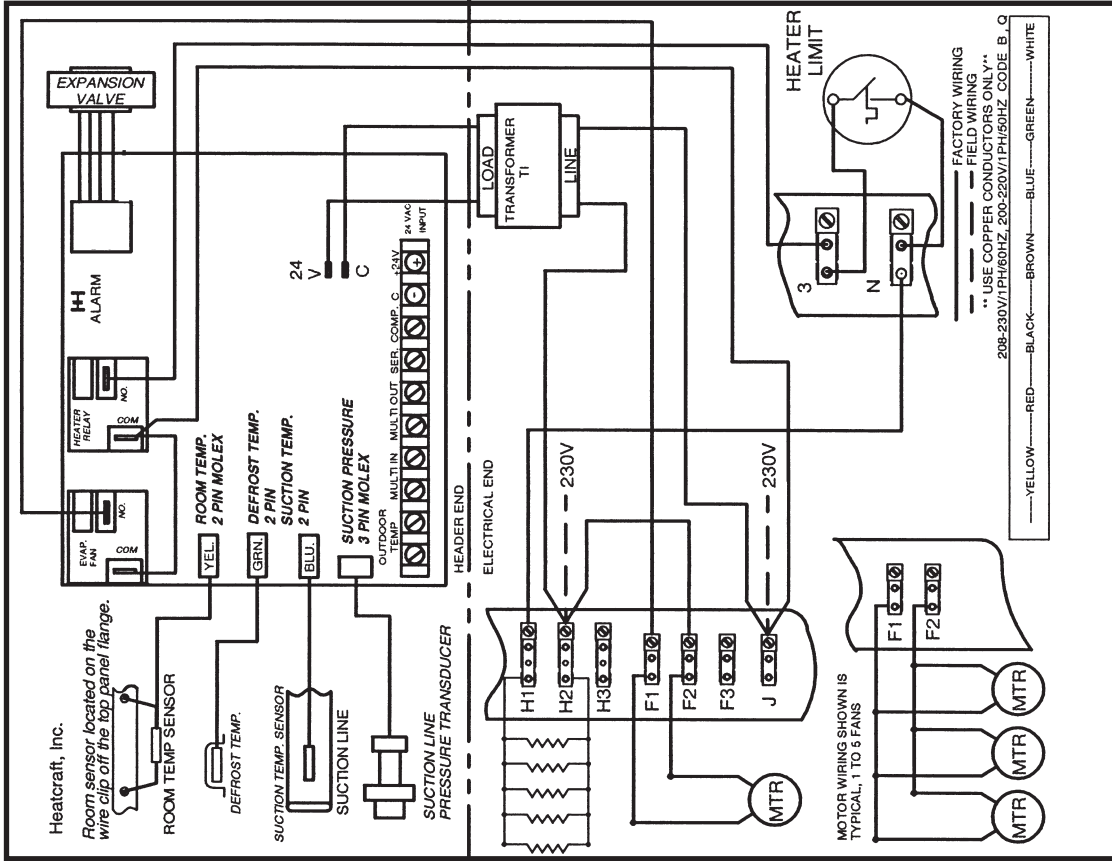 Heatcraft, Inc.
Room sensor located on the
wire clip off the top panel flange.
ROOM TEMP SENSOR
DEFROST TEMP.
SUCTION TEMP. SENSOR
SUCTION LINE
SUCTION LINE
PRESSURE TRANSDUCER
EVAP.
FAN
NO.
COM
HEATER
RELAY
NO.
COM
ALARM
EXPANSION
VALVE
YEL.
ROOM TEMP.
2 PIN MOLEX
GRN.
DEFROST TEMP.
2 PIN
BLU.
SUCTION TEMP.
2 PIN
SUCTION PRESSURE
3 PIN MOLEX
OUTDOOR
TEMP
MULTI IN
MULTI OUT
SER.
COMP.
C
+24V
24 VAC
INPUT
-
+
24
V
C
HEADER END
ELECTRICAL END
LOAD
TRANSFORMER
TI
LINE
H1
H2
H3
F1
F2
F3
J
230V
230V
MTR
HEATER
LIMIT
3
N
FACTORY WIRING
FIELD WIRING
** USE COPPER CONDUCTORS ONLY**
208-230V/1PH/60HZ, 200-220V/1PH/50HZ CODE B , Q
YELLOW
RED
BLACK
BROWN
BLUE
GREEN
WHITE
MOTOR WIRING SHOWN IS
TYPICAL, 1 TO 5 FANS
F1
F2
MTR
MTR
MTR